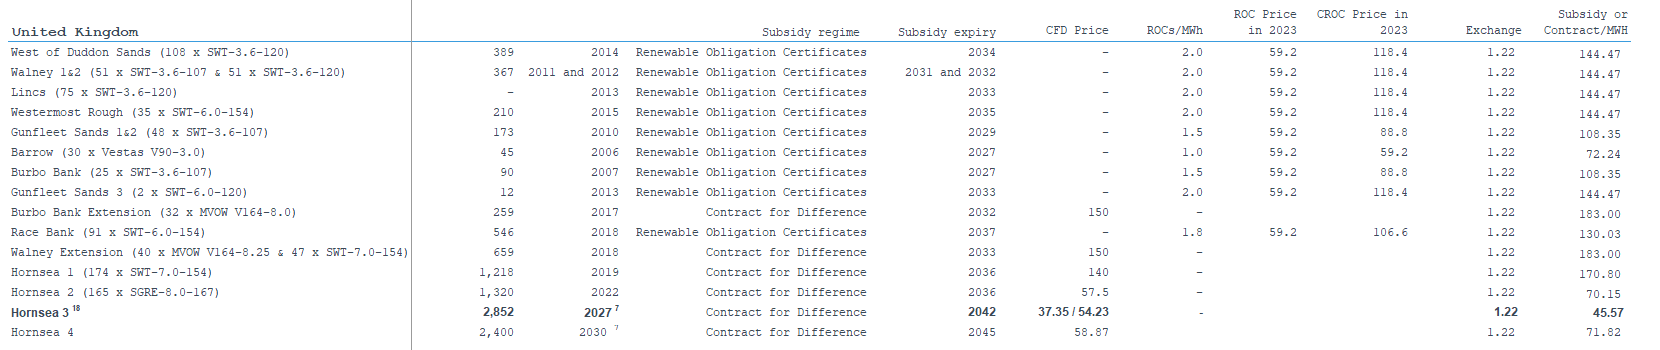 ROC Price CROC Price in Subsidy or
United Kingdom Subsidy regime Subsidy expiry CFD Price ROCs/MWh in 2023 2023 Exchange Contract/MWH
West of Duddon Sands (108 x SWT-3.6-120) 389 2014 Renewable Obligation Certificates 2034 - 2.0 59.2 118.4 1.22 144.47
Walney 1&2 (51 x SWT-3.6-107 & 51 x SWT-3.6-120) 367 2011 and 2012 Renewable Obligation Certificates 2031 and 2032 - 2.0 59.2 118.4 1.22 144.47
Lincs (75 x SWT-3.6-120) - 2013 Renewable Obligation Certificates 2033 - 2.0 59.2 118.4 1.22 144.47
Westermost Rough (35 x SWT-6.0-154) 210 2015 Renewable Obligation Certificates 2035 - 2.0 59.2 118.4 1.22 144.47
Gunfleet Sands 1&2 (48 x SWT-3.6-107) 173 2010 Renewable Obligation Certificates 2029 - 1.5 59.2 88.8 1.22 108.35
Barrow (30 x Vestas V90-3.0) 45 2006 Renewable Obligation Certificates 2027 - 1.0 59.2 59.2 1.22 72.24
Burbo Bank (25 x SWT-3.6-107) 90 2007 Renewable Obligation Certificates 2027 - 1.5 59.2 88.8 1.22 108.35
Gunfleet Sands 3 (2 x SWT-6.0-120) 12 2013 Renewable Obligation Certificates 2033 - 2.0 59.2 118.4 1.22 144.47
Burbo Bank Extension (32 x MVOW V164-8.0) 259 2017 Contract for Difference 2032 150 - 1.22 183.00
Race Bank (91 x SWT-6.0-154) 546 2018 Renewable Obligation Certificates 2037 - 1.8 59.2 106.6 1.22 130.03
Walney Extension (40 x MVOW V164-8.25 & 47 x SWT-7.0-154) 659 2018 Contract for Difference 2033 150 - 1.22 183.00
Hornsea 1 (174 x SWT-7.0-154) 1,218 2019 Contract for Difference 2036 140 - 1.22 170.80
Hornsea 2 (165 x SGRE-8.0-167) 1,320 2022 Contract for Difference 2036 57.5 - 1.22 70.15
Hornsea 3 18 2,852 2027 7 Contract for Difference 2042 37.35 / 54.23 - 1.22 45.57
Hornsea 4 2,400 2030 7 Contract for Difference 2045 58.87 1.22 71.82